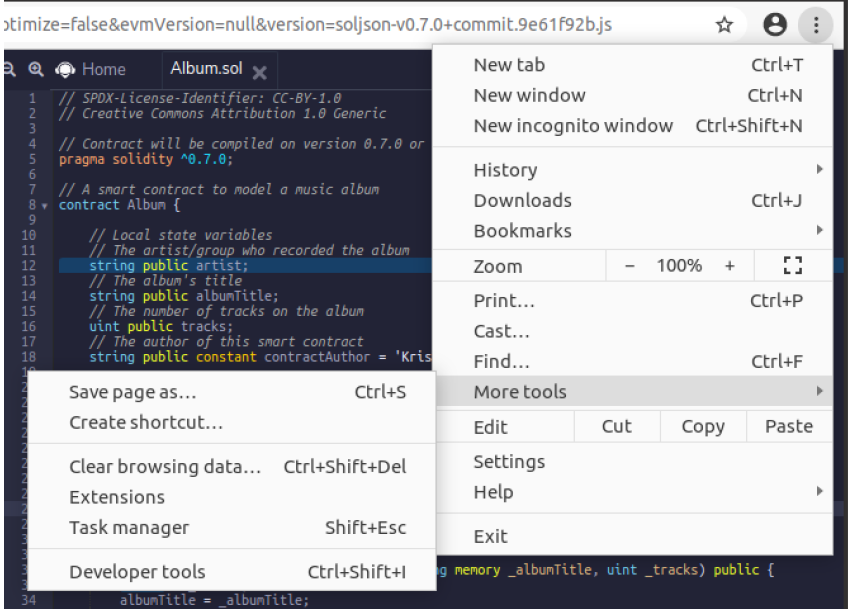 ptimize=false&evmVersion=null&version=soljson-v0.7.0+commit.9e61f92b.js
Home Album.sol
1 // SPDX-License-Identifier: CC-BY-1.0
2 // Creative Commons Attribution 1.0 Generic
3
4 // Contract will be compiled on version 0.7.0 or
5 pragma solidity ^0.7.0;
6
7 // A smart contract to model a music album
8 contract Album {
9
10 // Local state variables
11 // The artist/group who recorded the album
12 string public artist;
13 // The album's title
14 string public albumTitle;
15 // The number of tracks on the album
16 uint public tracks;
17 // The author of this smart contract
18 string public constant contractAuthor = 'Kris
New tab Ctrl+T
New window Ctrl+N
New incognito window Ctrl+Shift+N
History
Downloads Ctrl+J
Bookmarks
Zoom - 100% +
Print... Ctrl+P
Cast...
Find... Ctrl+F
More tools
Edit Cut Copy Paste
Settings
Help
Exit
Save page as... Ctrl+S
Create shortcut...
Clear browsing data... Ctrl+Shift+Del
Extensions
Task manager Shift+Esc
Developer tools Ctrl+Shift+I
memory _albumTitle, uint _tracks) public {
34 albumTitle = _albumTitle;